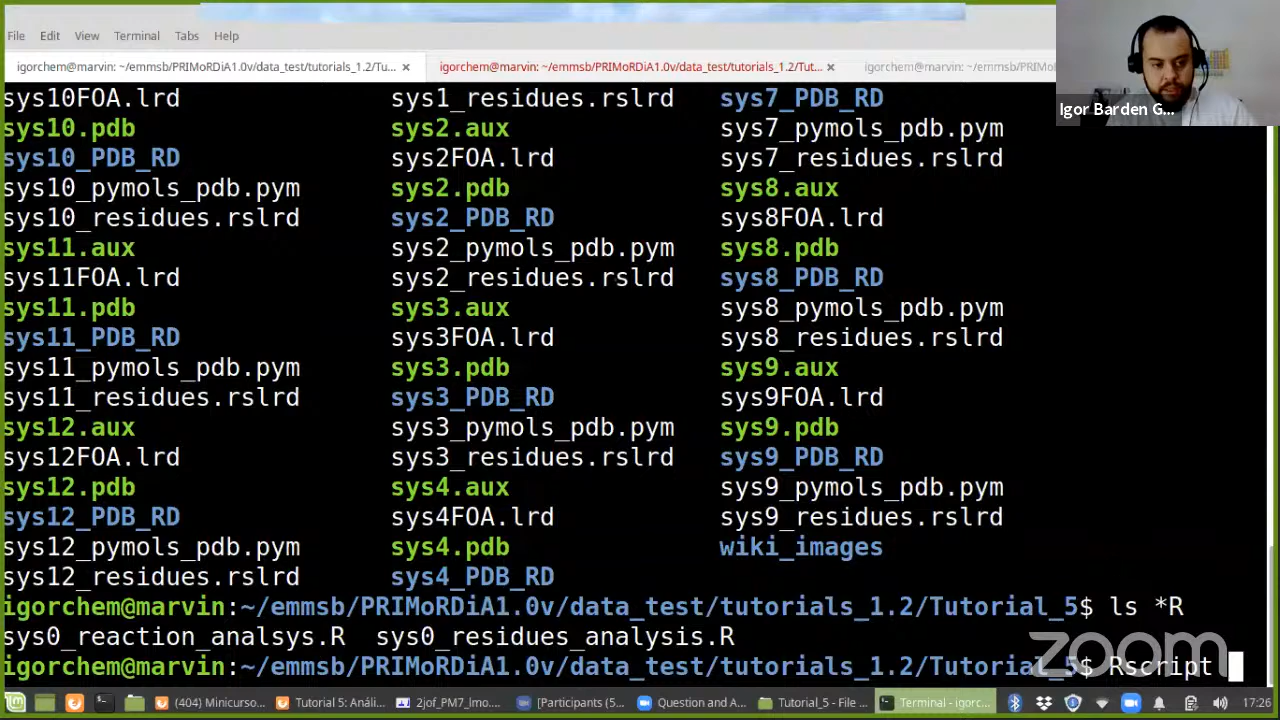 File Edit View Terminal Tabs Help
igorchem@marvin: ~/emmsb/PRIMoRDiA1.0v/data_test/tutorials_1.2/Tu... × igorchem@marvin: ~/emmsb/PRIMoRDiA1.0v/data_test/tutorials_1.2/Tut... × igorchem@marvin: ~/emmsb/PRIMoRD
Igor Barden G...
sys10FOA.lrd sys1_residues.rslrd sys7_PDB_RD
sys10.pdb sys2.aux sys7_pymols_pdb.pym
sys10_PDB_RD sys2FOA.lrd sys7_residues.rslrd
sys10_pymols_pdb.pym sys2.pdb sys8.aux
sys10_residues.rslrd sys2_PDB_RD sys8FOA.lrd
sys11.aux sys2_pymols_pdb.pym sys8.pdb
sys11FOA.lrd sys2_residues.rslrd sys8_PDB_RD
sys11.pdb sys3.aux sys8_pymols_pdb.pym
sys11_PDB_RD sys3FOA.lrd sys8_residues.rslrd
sys11_pymols_pdb.pym sys3.pdb sys9.aux
sys11_residues.rslrd sys3_PDB_RD sys9FOA.lrd
sys12.aux sys3_pymols_pdb.pym sys9.pdb
sys12FOA.lrd sys3_residues.rslrd sys9_PDB_RD
sys12.pdb sys4.aux sys9_pymols_pdb.pym
sys12_PDB_RD sys4FOA.lrd sys9_residues.rslrd
sys12_pymols_pdb.pym sys4.pdb wiki_images
sys12_residues.rslrd sys4_PDB_RD
igorchem@marvin:~/emmsb/PRIMoRDiA1.0v/data_test/tutorials_1.2/Tutorial_5$ ls *R
sys0_reaction_analsys.R sys0_residues_analysis.R
igorchem@marvin:~/emmsb/PRIMoRDiA1.0v/data_test/tutorials_1.2/Tutorial_5$ Rscript
zoom
(404) Minicurso... Tutorial 5: Análi... 2jof_PM7_lmo.... [Participants (5... Question and A... Tutorial_5 - File ... Terminal - igorc... 17:26